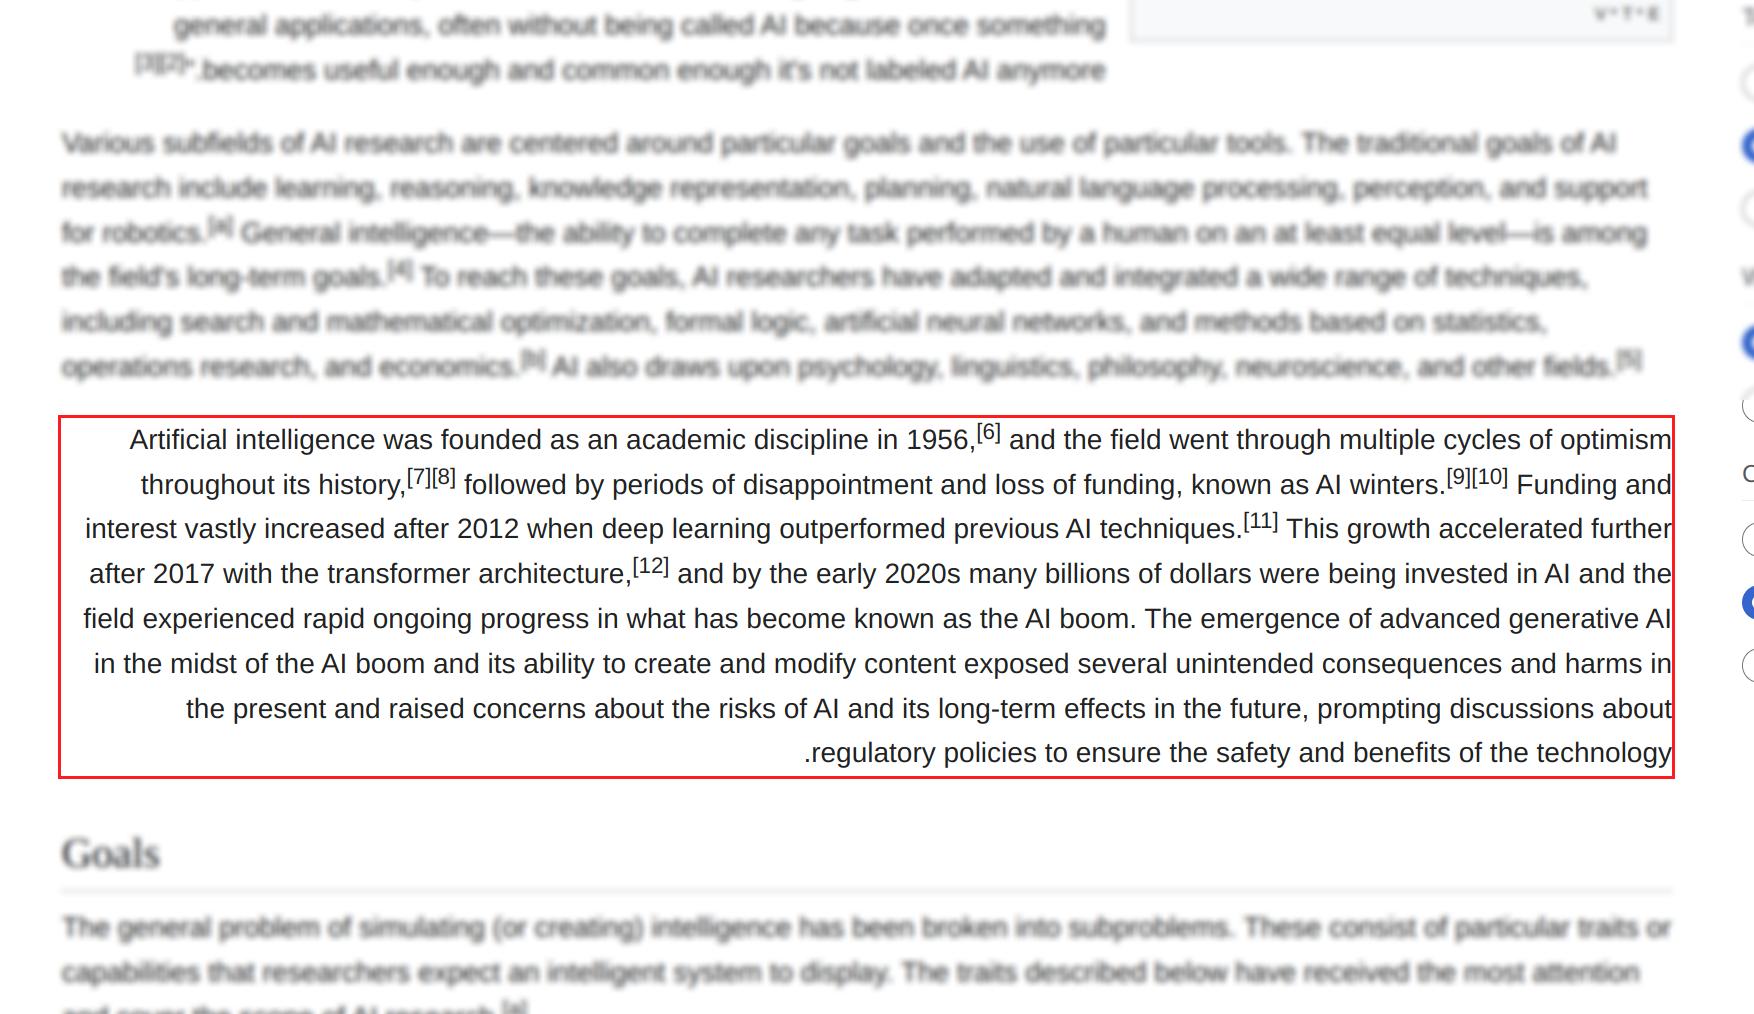 general applications, often without being called AI because once something
becomes useful enough and common enough it's not labeled AI anymore."[2][3]
V • T • E
Various subfields of AI research are centered around particular goals and the use of particular tools. The traditional goals of AI
research include learning, reasoning, knowledge representation, planning, natural language processing, perception, and support
for robotics.[a] General intelligence—the ability to complete any task performed by a human on an at least equal level—is among
the field's long-term goals.[4] To reach these goals, AI researchers have adapted and integrated a wide range of techniques,
including search and mathematical optimization, formal logic, artificial neural networks, and methods based on statistics,
operations research, and economics.[b] AI also draws upon psychology, linguistics, philosophy, neuroscience, and other fields.[5]
Artificial intelligence was founded as an academic discipline in 1956,[6] and the field went through multiple cycles of optimism
throughout its history,[7][8] followed by periods of disappointment and loss of funding, known as AI winters.[9][10] Funding and
interest vastly increased after 2012 when deep learning outperformed previous AI techniques.[11] This growth accelerated further
after 2017 with the transformer architecture,[12] and by the early 2020s many billions of dollars were being invested in AI and the
field experienced rapid ongoing progress in what has become known as the AI boom. The emergence of advanced generative AI
in the midst of the AI boom and its ability to create and modify content exposed several unintended consequences and harms in
the present and raised concerns about the risks of AI and its long-term effects in the future, prompting discussions about
regulatory policies to ensure the safety and benefits of the technology.
Goals
The general problem of simulating (or creating) intelligence has been broken into subproblems. These consist of particular traits or
capabilities that researchers expect an intelligent system to display. The traits described below have received the most attention
and cover the scope of AI research.[a]